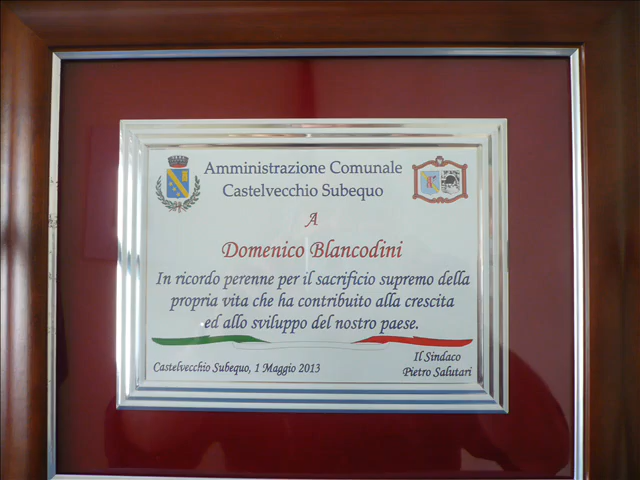 Amministrazione Comunale
Castelvecchio Subequo
A
Domenico Blancodini
In ricordo perenne per il sacrificio supremo della
propria vita che ha contribuito alla crescita
ed allo sviluppo del nostro paese.
Castelvecchio Subequo, 1 Maggio 2013
Il Sindaco
Pietro Salutari